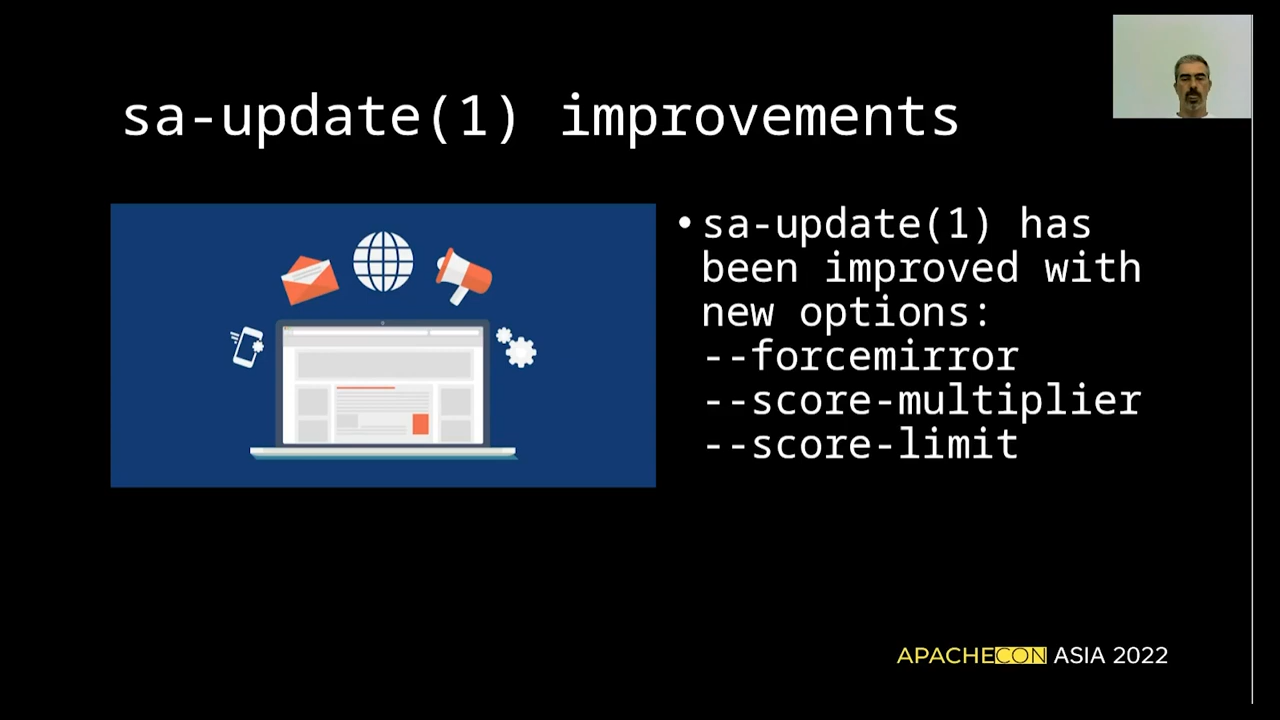 sa-update(1) improvements
• sa-update(1) has
been improved with
new options:
--forcemirror
--score-multiplier
--score-limit
APACHECON ASIA 2022